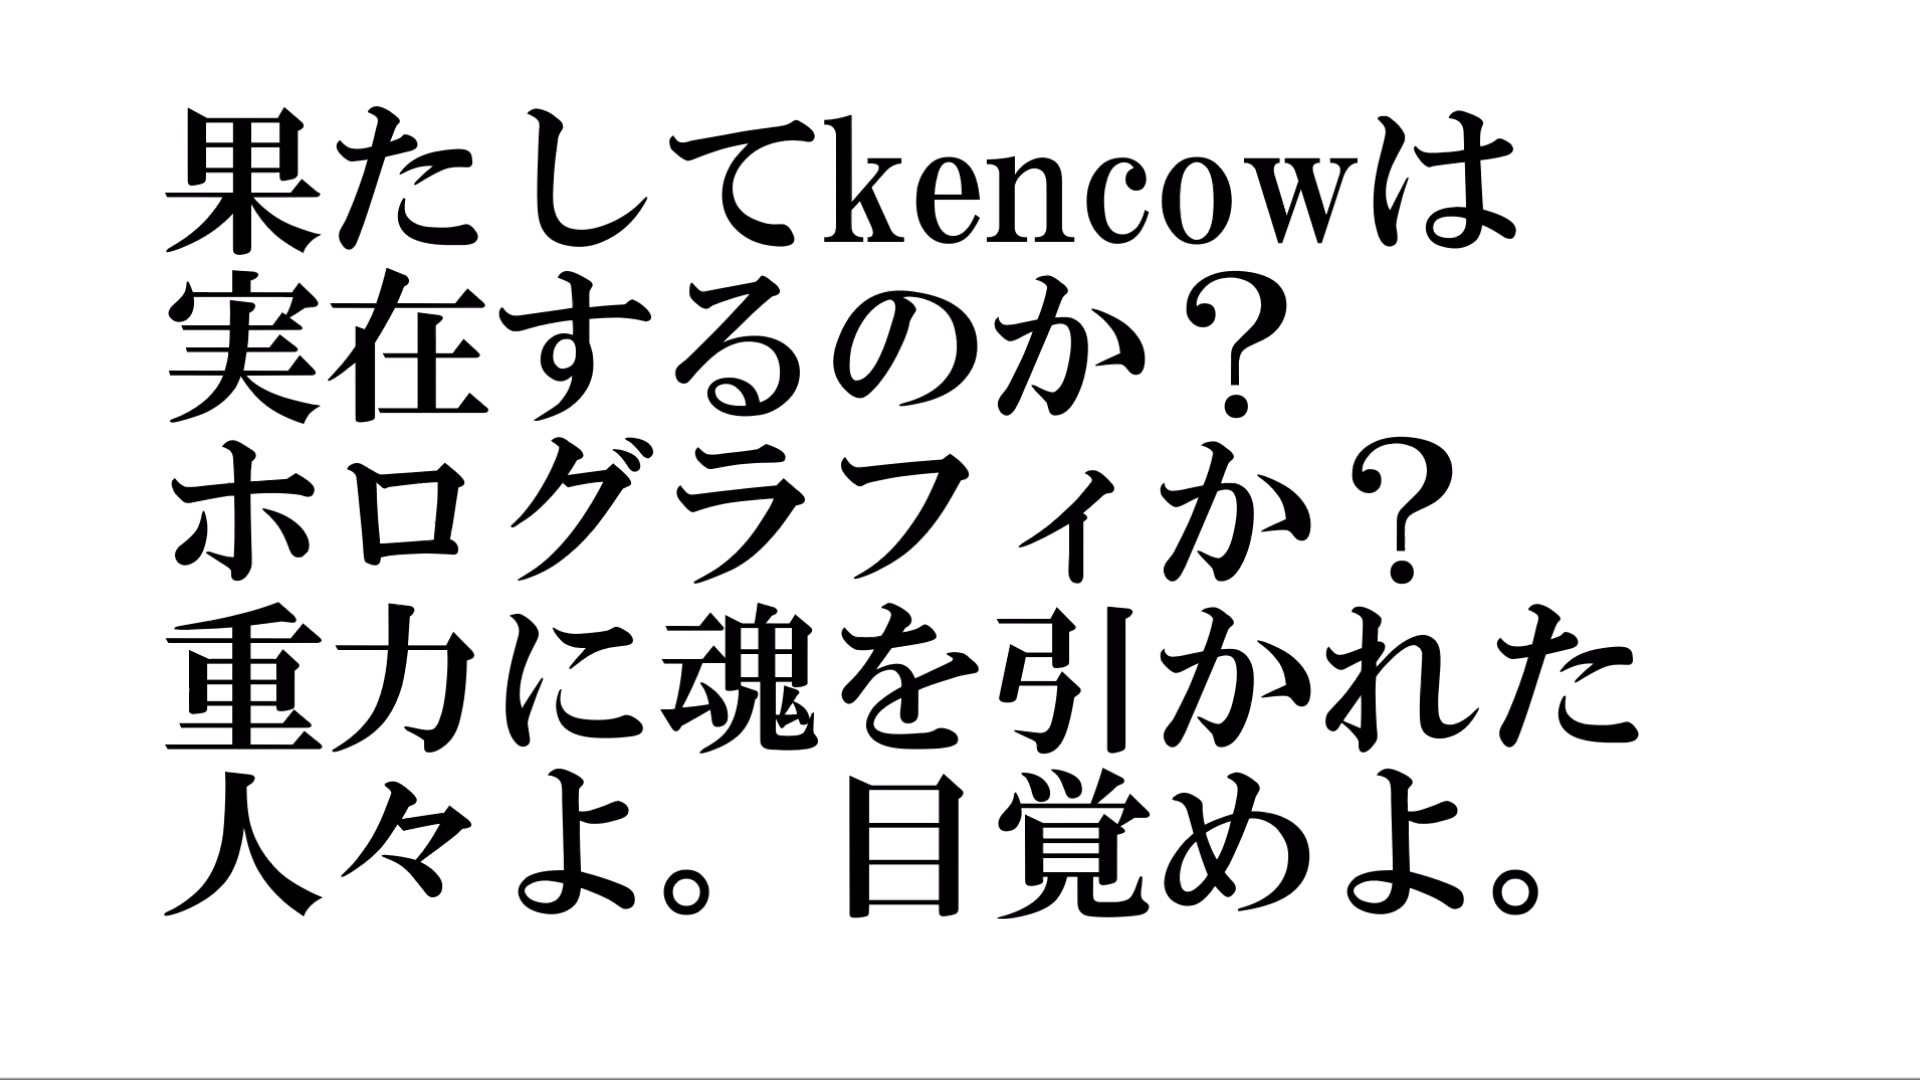 果たしてkencowは
実在するのか？
ホログラフィか？
重力に魂を引かれた
人々よ。目覚めよ。